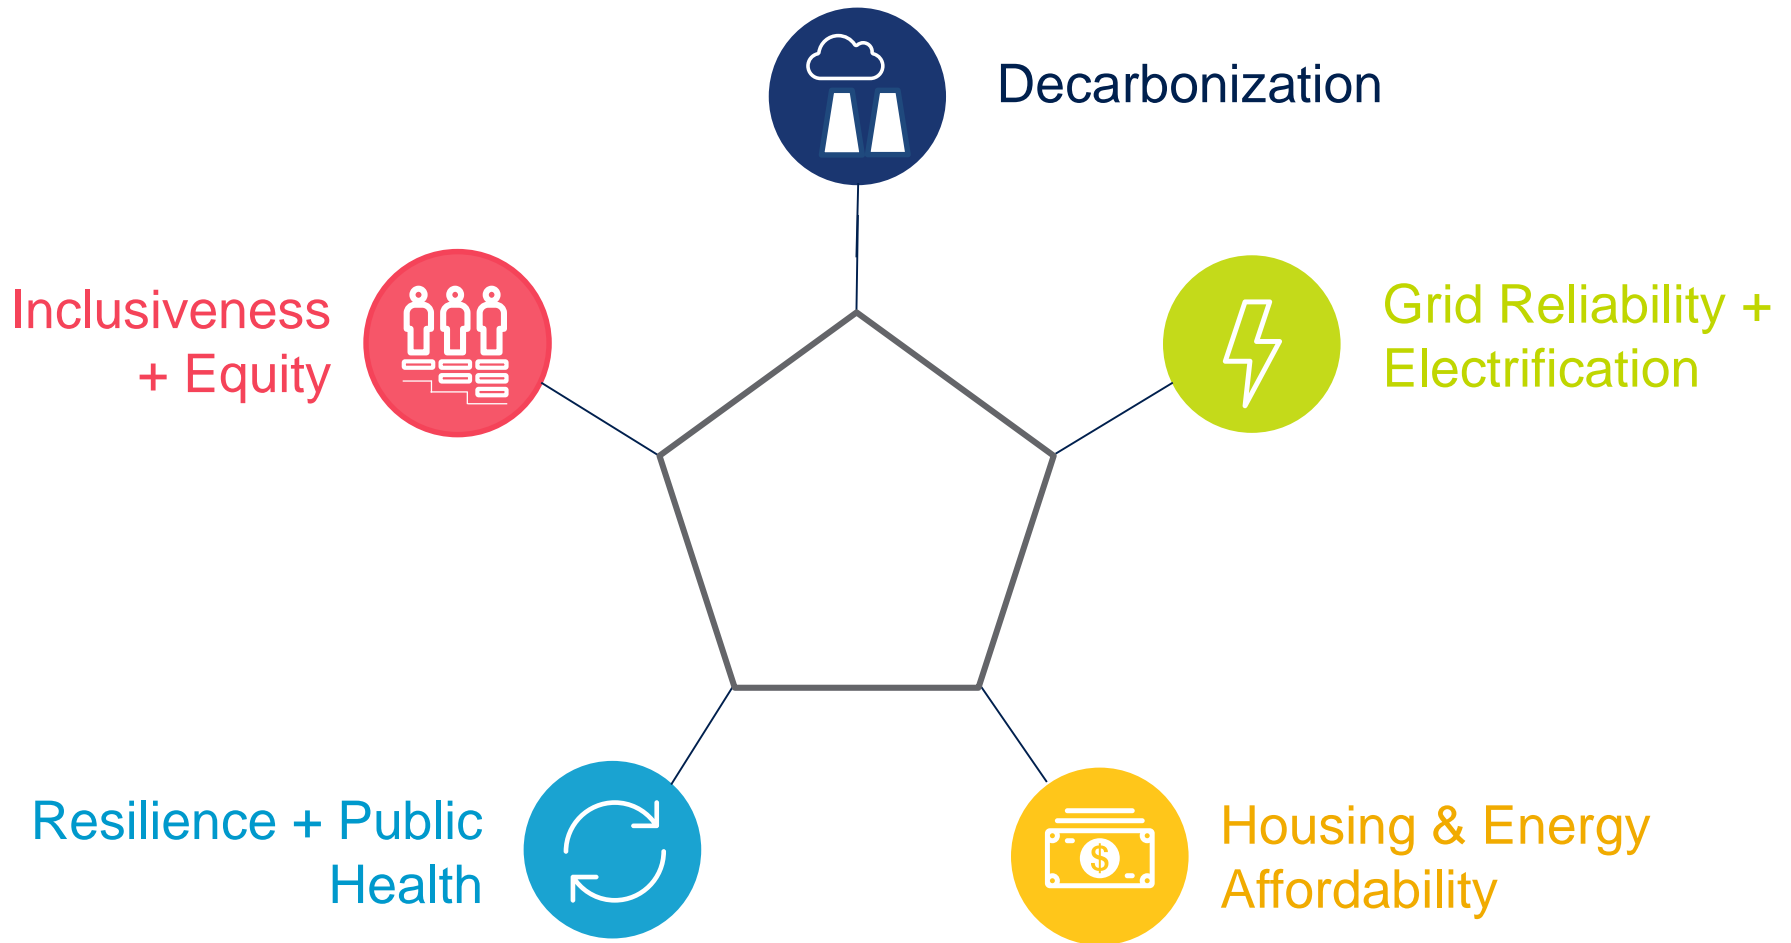 Decarbonization
Inclusiveness
+ Equity
Grid Reliability +
Electrification
Resilience + Public
Health
$
Housing & Energy
Affordability